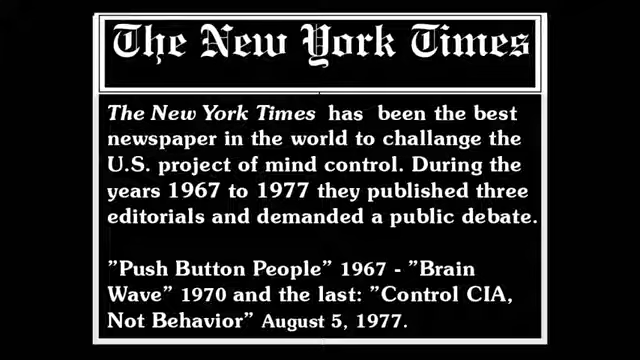 The New York Times
The New York Times has been the best
newspaper in the world to challange the
U.S. project of mind control. During the
years 1967 to 1977 they published three
editorials and demanded a public debate.
”Push Button People” 1967 - ”Brain
Wave” 1970 and the last: ”Control CIA,
Not Behavior” August 5, 1977.